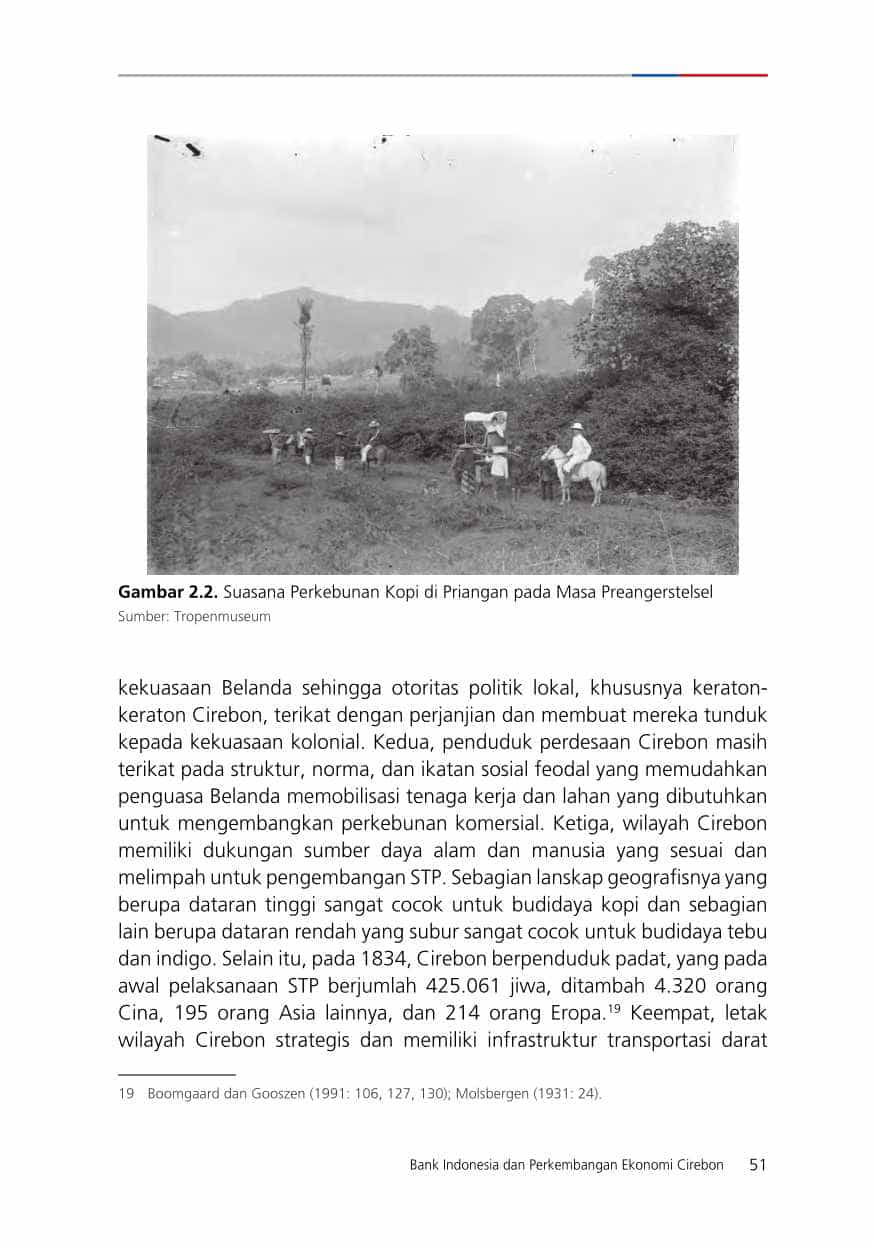 Gambar 2.2. Suasana Perkebunan Kopi di Priangan pada Masa Preangerstelsel
Sumber: Tropenmuseum
kekuasaan Belanda sehingga otoritas politik lokal, khususnya keraton-
keraton Cirebon, terikat dengan perjanjian dan membuat mereka tunduk
kepada kekuasaan kolonial. Kedua, penduduk perdesaan Cirebon masih
terikat pada struktur, norma, dan ikatan sosial feodal yang memudahkan
penguasa Belanda memobilisasi tenaga kerja dan lahan yang dibutuhkan
untuk mengembangkan perkebunan komersial. Ketiga, wilayah Cirebon
memiliki dukungan sumber daya alam dan manusia yang sesuai dan
melimpah untuk pengembangan STP. Sebagian lanskap geografisnya yang
berupa dataran tinggi sangat cocok untuk budidaya kopi dan sebagian
lain berupa dataran rendah yang subur sangat cocok untuk budidaya tebu
dan indigo. Selain itu, pada 1834, Cirebon berpenduduk padat, yang pada
awal pelaksanaan STP berjumlah 425.061 jiwa, ditambah 4.320 orang
Cina, 195 orang Asia lainnya, dan 214 orang Eropa.¹⁹ Keempat, letak
wilayah Cirebon strategis dan memiliki infrastruktur transportasi darat
19 Boomgaard dan Gooszen (1991: 106, 127, 130); Molsbergen (1931: 24).
Bank Indonesia dan Perkembangan Ekonomi Cirebon 51